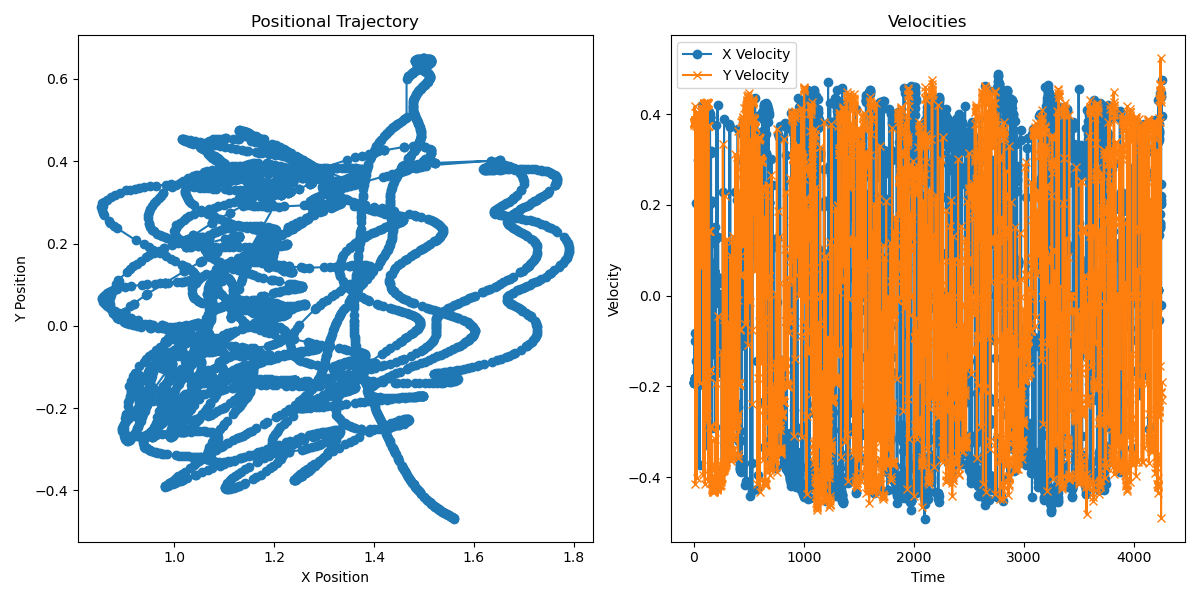 Positional Trajectory
0.6
0.4
0.2
0.0
−0.2
−0.4
Y Position
1.0 1.2 1.4 1.6 1.8
X Position
Velocities
X Velocity
Y Velocity
0.4
0.2
0.0
−0.2
−0.4
Velocity
0 1000 2000 3000 4000
Time